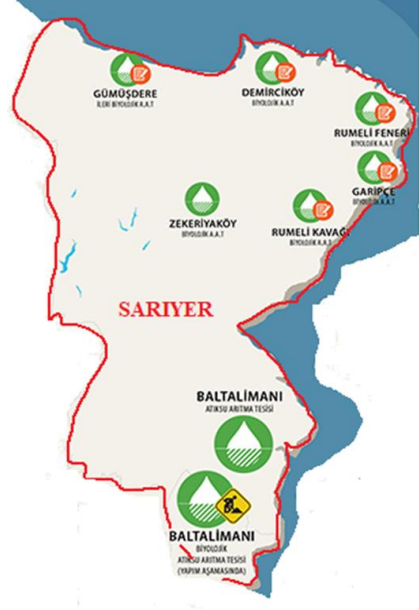 GÜMÜŞDERE
İLERİ BİYOLOJİK A.A.T
DEMİRCİKÖY
BİYOLOJİK A.A.T
RUMELİ FENERİ
BİYOLOJİK A.A.T
GARİPÇE
BİYOLOJİK A.A.T
ZEKERİYAKÖY
BİYOLOJİK A.A.T
RUMELİ KAVAĞI
BİYOLOJİK A.A.T
SARIYER
BALTALİMANI
ATIKSU ARITMA TESİSİ
BALTALİMANI
BİYOLOJİK
ATIKSU ARITMA TESİSİ
(YAPIM AŞAMASINDA)